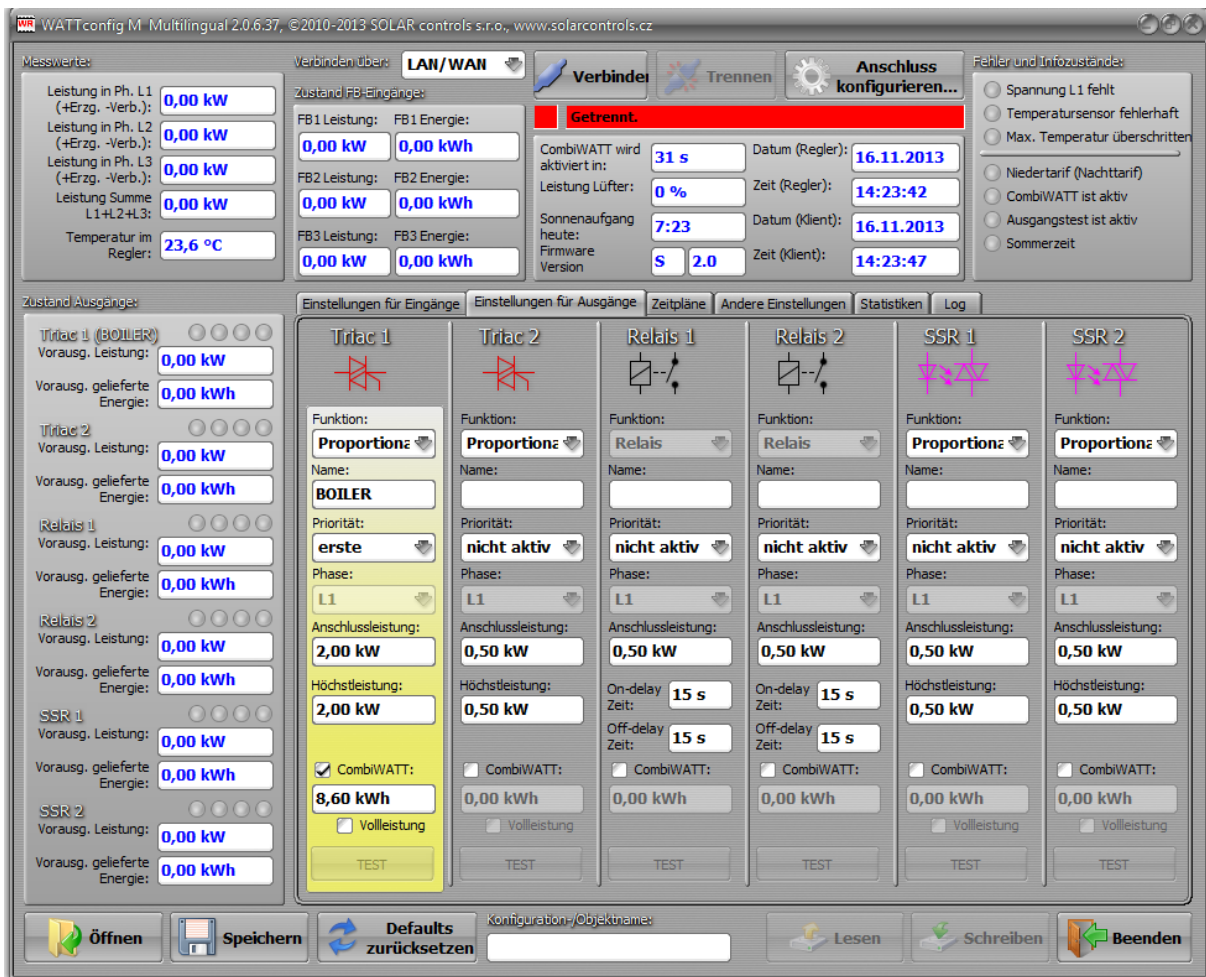 WATTconfig M Multilingual 2.0.6.37, ©2010-2013 SOLAR controls s.r.o., www.solarcontrols.cz
Messwerte:
Leistung in Ph. L1 (+Erzg. -Verb.): 0,00 kW
Leistung in Ph. L2 (+Erzg. -Verb.): 0,00 kW
Leistung in Ph. L3 (+Erzg. -Verb.): 0,00 kW
Leistung Summe L1+L2+L3: 0,00 kW
Temperatur im Regler: 23,6 °C
Verbinden über: LAN/WAN
Zustand FB-Eingänge:
FB1 Leistung: FB1 Energie:
0,00 kW 0,00 kWh
FB2 Leistung: FB2 Energie:
0,00 kW 0,00 kWh
FB3 Leistung: FB3 Energie:
0,00 kW 0,00 kWh
Verbinden Trennen Anschluss konfigurieren...
Getrennt.
CombiWATT wird aktiviert in: 31 s Datum (Regler): 16.11.2013
Leistung Lüfter: 0 % Zeit (Regler): 14:23:42
Sonnenaufgang heute: 7:23 Datum (Klient): 16.11.2013
Firmware Version S 2.0 Zeit (Klient): 14:23:47
Fehler und Infozustände:
Spannung L1 fehlt
Temperatursensor fehlerhaft
Max. Temperatur überschritten
Niedertarif (Nachttarif)
CombiWATT ist aktiv
Ausgangstest ist aktiv
Sommerzeit
Zustand Ausgänge:
Triac 1 (BOILER)
Vorausg. Leistung: 0,00 kW
Vorausg. gelieferte Energie: 0,00 kWh
Triac 2
Vorausg. Leistung: 0,00 kW
Vorausg. gelieferte Energie: 0,00 kWh
Relais 1
Vorausg. Leistung: 0,00 kW
Vorausg. gelieferte Energie: 0,00 kWh
Relais 2
Vorausg. Leistung: 0,00 kW
Vorausg. gelieferte Energie: 0,00 kWh
SSR 1
Vorausg. Leistung: 0,00 kW
Vorausg. gelieferte Energie: 0,00 kWh
SSR 2
Vorausg. Leistung: 0,00 kW
Vorausg. gelieferte Energie: 0,00 kWh
Einstellungen für Eingänge Einstellungen für Ausgänge Zeitpläne Andere Einstellungen Statistiken Log
Triac 1 Triac 2 Relais 1 Relais 2 SSR 1 SSR 2
Funktion: Funktion: Funktion: Funktion: Funktion: Funktion:
Proportiona Proportiona Relais Relais Proportiona Proportiona
Name: Name: Name: Name: Name: Name:
BOILER
Priorität: Priorität: Priorität: Priorität: Priorität: Priorität:
erste nicht aktiv nicht aktiv nicht aktiv nicht aktiv nicht aktiv
Phase: Phase: Phase: Phase: Phase: Phase:
L1 L1 L1 L1 L1 L1
Anschlussleistung: Anschlussleistung: Anschlussleistung: Anschlussleistung: Anschlussleistung: Anschlussleistung:
2,00 kW 0,50 kW 0,50 kW 0,50 kW 0,50 kW 0,50 kW
Höchstleistung: Höchstleistung: On-delay Zeit: 15 s On-delay Zeit: 15 s Höchstleistung: Höchstleistung:
2,00 kW 0,50 kW Off-delay Zeit: 15 s Off-delay Zeit: 15 s 0,50 kW 0,50 kW
CombiWATT: CombiWATT: CombiWATT: CombiWATT: CombiWATT: CombiWATT:
8,60 kWh 0,00 kWh 0,00 kWh 0,00 kWh 0,00 kWh 0,00 kWh
Vollleistung Vollleistung Vollleistung Vollleistung
TEST TEST TEST TEST TEST TEST
Öffnen Speichern Defaults zurücksetzen Konfiguration-/Objektname: Lesen Schreiben Beenden